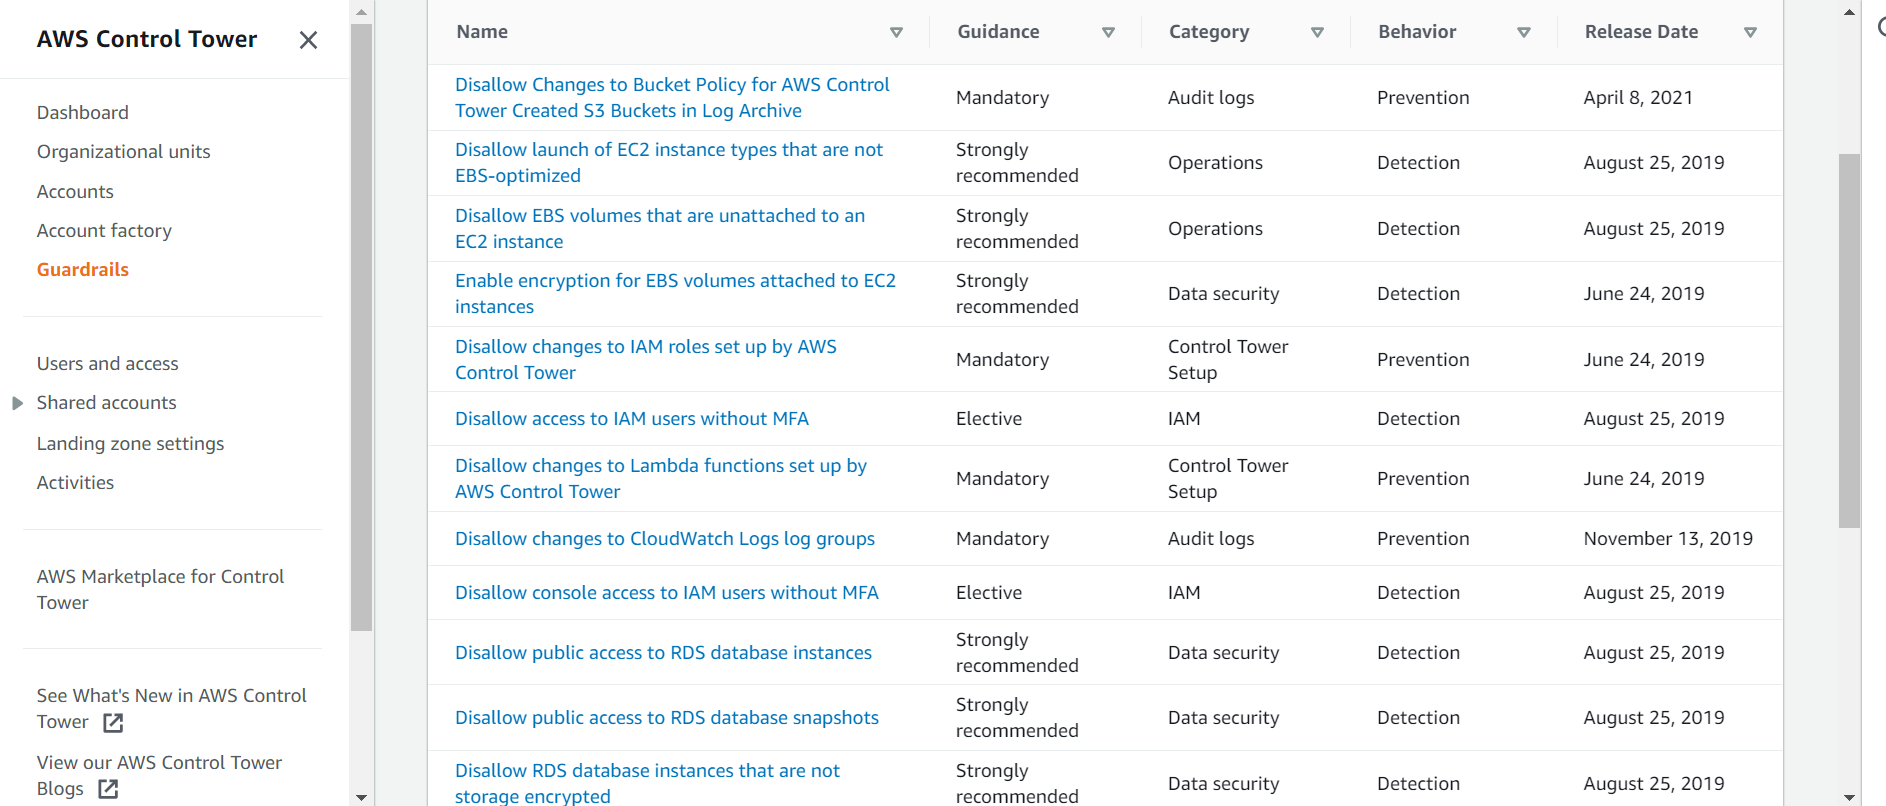 AWS Control Tower
Dashboard
Organizational units
Accounts
Account factory
Guardrails
Users and access
Shared accounts
Landing zone settings
Activities
AWS Marketplace for Control
Tower
See What's New in AWS Control
Tower
View our AWS Control Tower
Blogs
Name Guidance Category Behavior Release Date
Disallow Changes to Bucket Policy for AWS Control
Tower Created S3 Buckets in Log Archive
Mandatory Audit logs Prevention April 8, 2021
Disallow launch of EC2 instance types that are not
EBS-optimized
Strongly
recommended
Operations Detection August 25, 2019
Disallow EBS volumes that are unattached to an
EC2 instance
Strongly
recommended
Operations Detection August 25, 2019
Enable encryption for EBS volumes attached to EC2
instances
Strongly
recommended
Data security Detection June 24, 2019
Disallow changes to IAM roles set up by AWS
Control Tower
Mandatory
Control Tower
Setup
Prevention June 24, 2019
Disallow access to IAM users without MFA Elective IAM Detection August 25, 2019
Disallow changes to Lambda functions set up by
AWS Control Tower
Mandatory
Control Tower
Setup
Prevention June 24, 2019
Disallow changes to CloudWatch Logs log groups Mandatory Audit logs Prevention November 13, 2019
Disallow console access to IAM users without MFA Elective IAM Detection August 25, 2019
Disallow public access to RDS database instances
Strongly
recommended
Data security Detection August 25, 2019
Disallow public access to RDS database snapshots
Strongly
recommended
Data security Detection August 25, 2019
Disallow RDS database instances that are not
storage encrypted
Strongly
recommended
Data security Detection August 25, 2019